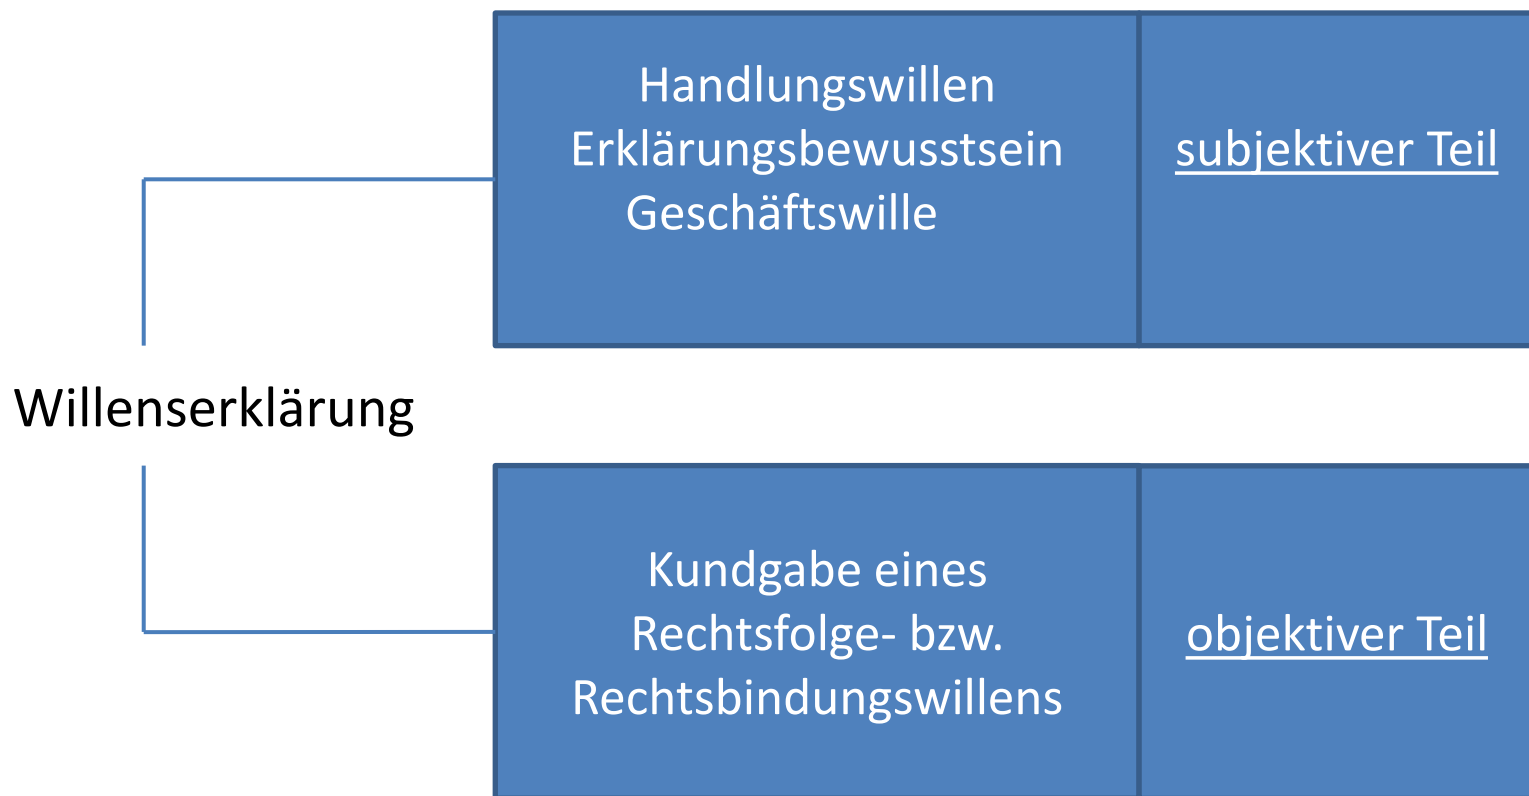 Handlungswillen
Erklärungsbewusstsein
Geschäftswille
subjektiver Teil
Willenserklärung
Kundgabe eines
Rechtsfolge- bzw.
Rechtsbindungswillens
objektiver Teil